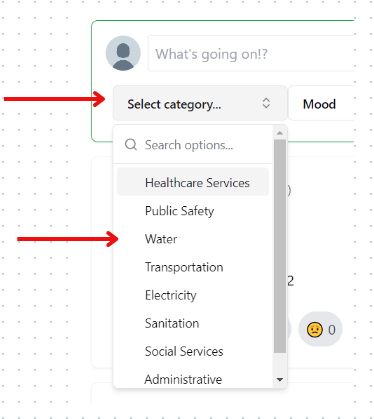 What's going on!?
Select category...
Mood
Search options...
Healthcare Services
)
Public Safety
Water
Transportation
2
Electricity
Sanitation
0
Social Services
Administrative